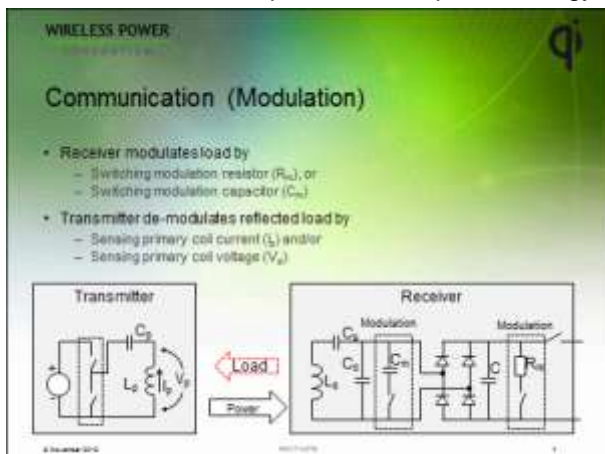 WIRELESS POWER
CONSORTIUM
qi
Communication (Modulation)
• Receiver modulates load by
– Switching modulation resistor (Rm), or
– Switching modulation capacitor (Cm)
• Transmitter de-modulates reflected load by
– Sensing primary coil current (Ip) and/or
– Sensing primary coil voltage (Vp)
Transmitter
Receiver
Modulation
Modulation
Cp
Lp
Ip
Vp
Load
Power
Ls
Cm
C
Rm